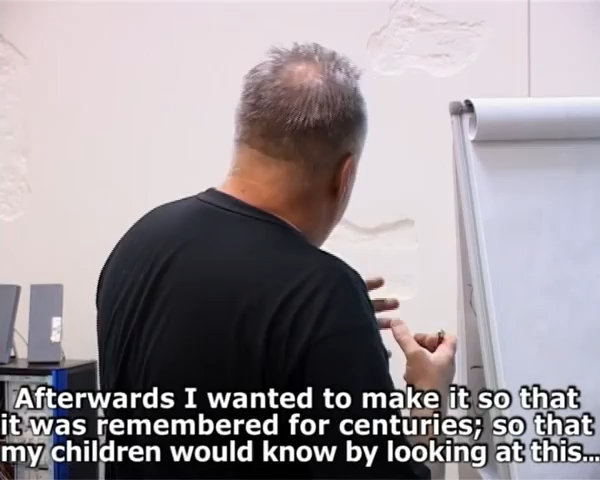 Afterwards I wanted to make it so that
it was remembered for centuries; so that
my children would know by looking at this...